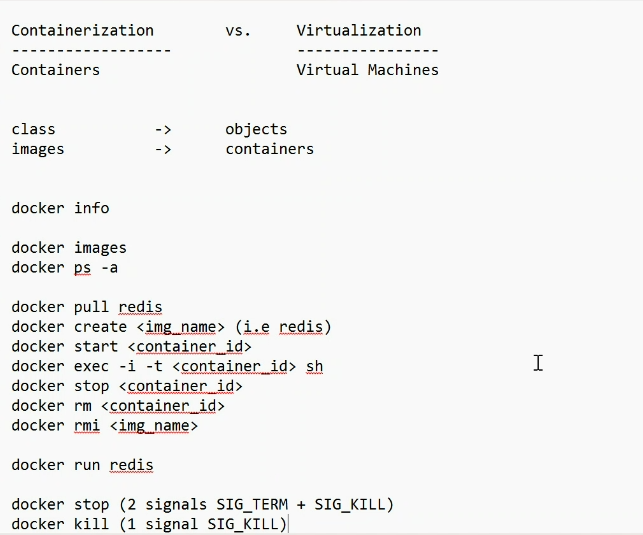 Containerization vs. Virtualization
------------------ ----------------
Containers Virtual Machines
class -> objects
images -> containers
docker info
docker images
docker ps -a
docker pull redis
docker create <img_name> (i.e redis)
docker start <container_id>
docker exec -i -t <container_id> sh
docker stop <container_id>
docker rm <container_id>
docker rmi <img_name>
docker run redis
docker stop (2 signals SIG_TERM + SIG_KILL)
docker kill (1 signal SIG_KILL)